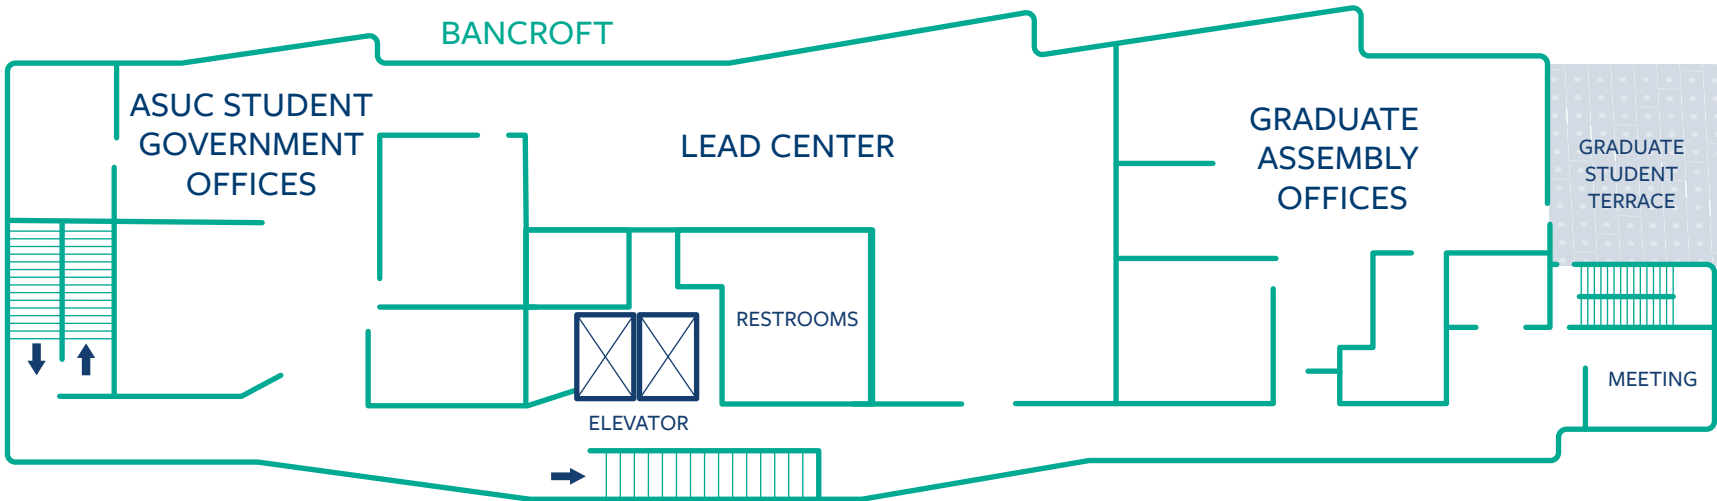 BANCROFT
ASUC STUDENT
GOVERNMENT
OFFICES
LEAD CENTER
GRADUATE
ASSEMBLY
OFFICES
GRADUATE
STUDENT
TERRACE
RESTROOMS
ELEVATOR
MEETING